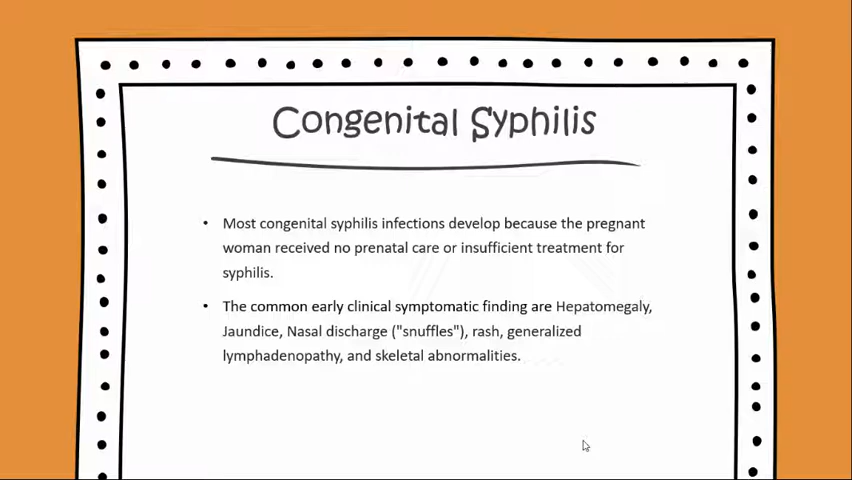 Congenital Syphilis
• Most congenital syphilis infections develop because the pregnant
woman received no prenatal care or insufficient treatment for
syphilis.
• The common early clinical symptomatic finding are Hepatomegaly,
Jaundice, Nasal discharge ("snuffles"), rash, generalized
lymphadenopathy, and skeletal abnormalities.